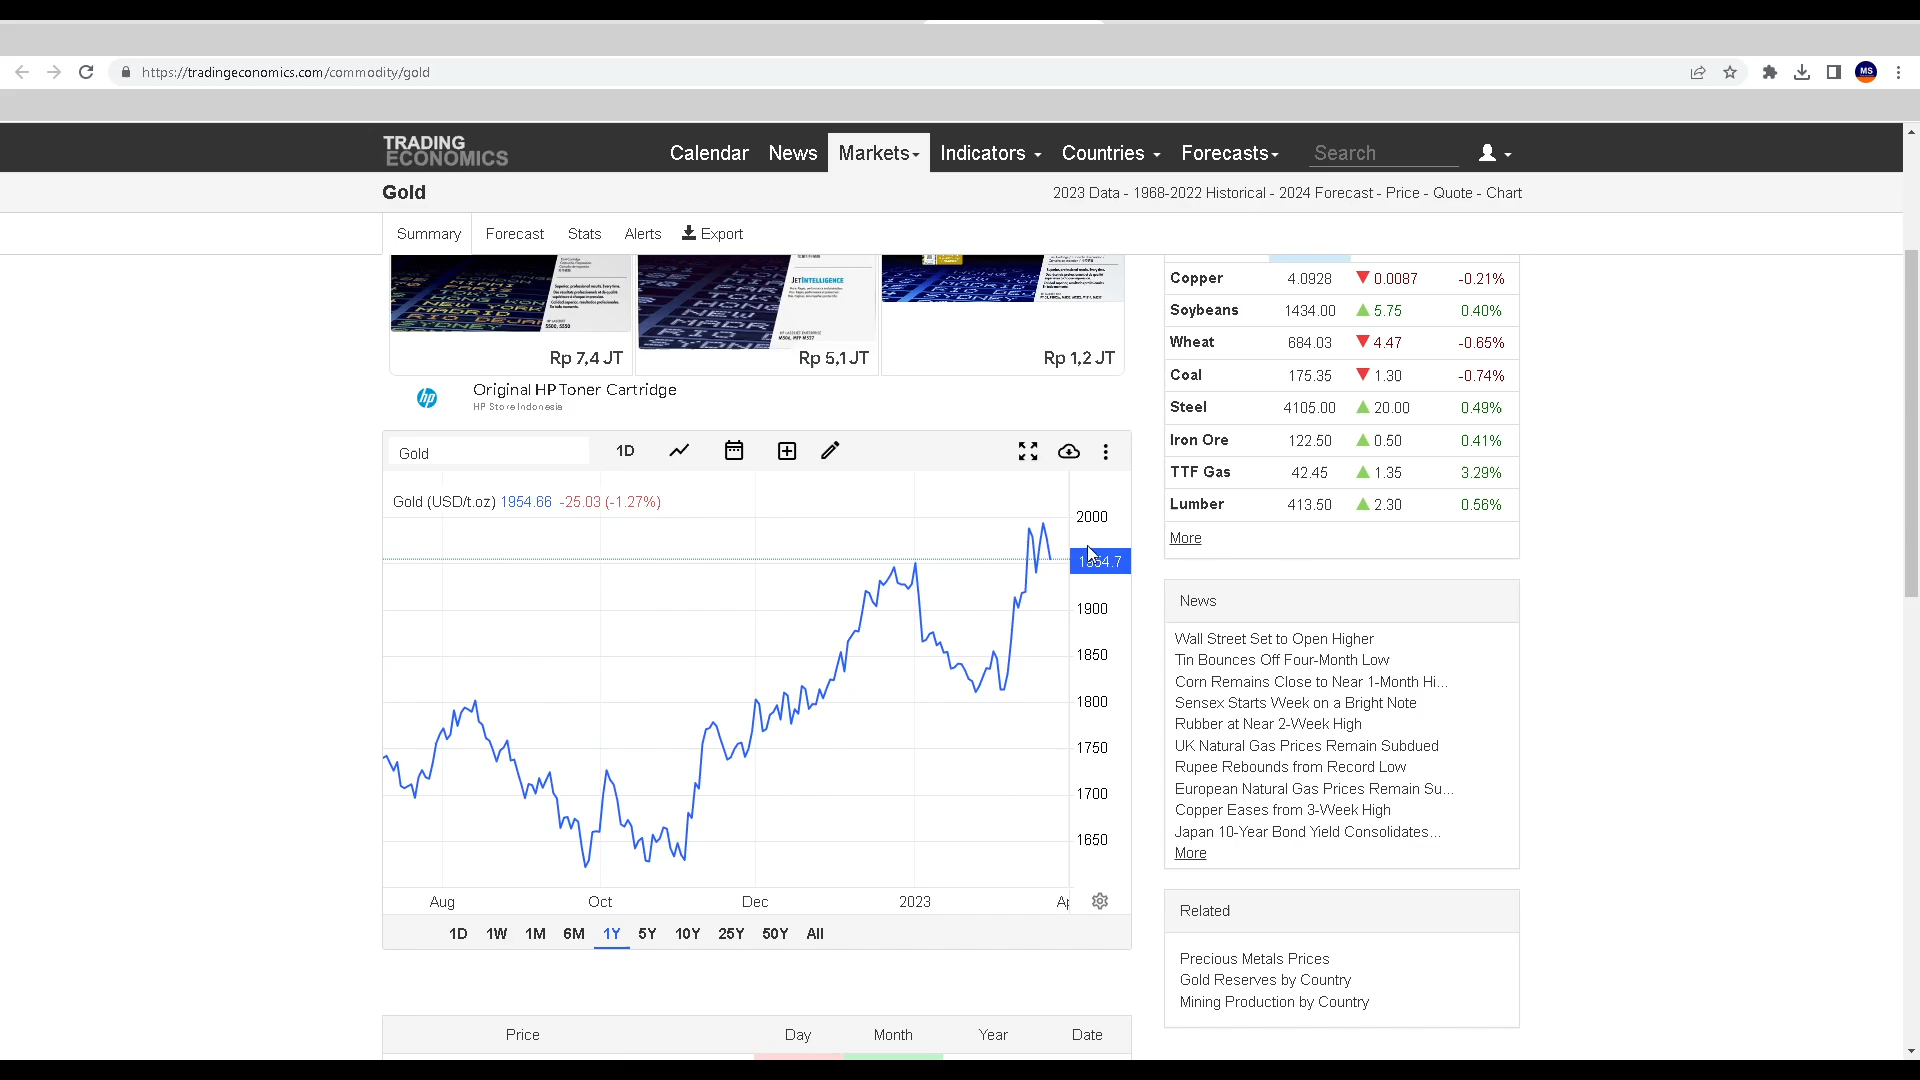 https://tradingeconomics.com/commodity/gold
MS
TRADING
ECONOMICS
Calendar News Markets Indicators Countries Forecasts Search
Gold
2023 Data - 1968-2022 Historical - 2024 Forecast - Price - Quote - Chart
Summary Forecast Stats Alerts Export
MADRID
SYDNEY
JETINTELLIGENCE
Rp 7,4 JT Rp 5,1 JT Rp 1,2 JT
Original HP Toner Cartridge
hp
HP Store Indonesia
Copper 4.0928 0.0087 -0.21%
Soybeans 1434.00 5.75 0.40%
Wheat 684.03 4.47 -0.65%
Coal 175.35 1.30 -0.74%
Steel 4105.00 20.00 0.49%
Iron Ore 122.50 0.50 0.41%
TTF Gas 42.45 1.35 3.29%
Lumber 413.50 2.30 0.56%
More
Gold 1D
Gold (USD/t.oz) 1954.66 -25.03 (-1.27%)
2000
1900
1850
1800
1750
1700
1650
Aug Oct Dec 2023
1D 1W 1M 6M 1Y 5Y 10Y 25Y 50Y All
News
Wall Street Set to Open Higher
Tin Bounces Off Four-Month Low
Corn Remains Close to Near 1-Month Hi...
Sensex Starts Week on a Bright Note
Rubber at Near 2-Week High
UK Natural Gas Prices Remain Subdued
Rupee Rebounds from Record Low
European Natural Gas Prices Remain Su...
Copper Eases from 3-Week High
Japan 10-Year Bond Yield Consolidates...
More
Related
Precious Metals Prices
Gold Reserves by Country
Mining Production by Country
Price Day Month Year Date